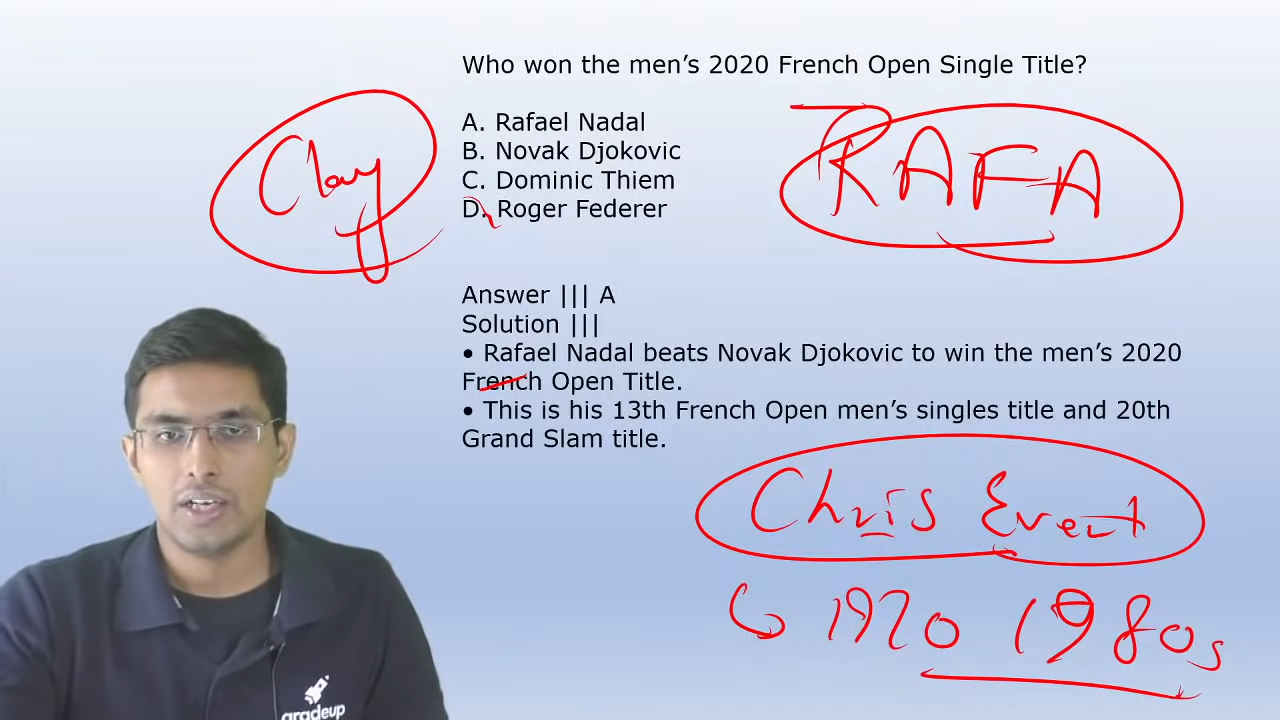 Who won the men’s 2020 French Open Single Title?
Clay
A. Rafael Nadal
B. Novak Djokovic
C. Dominic Thiem
D. Roger Federer
RAFA
Answer ||| A
Solution |||
• Rafael Nadal beats Novak Djokovic to win the men’s 2020
French Open Title.
• This is his 13th French Open men’s singles title and 20th
Grand Slam title.
Chris Evert
1970 1980s
gradeup